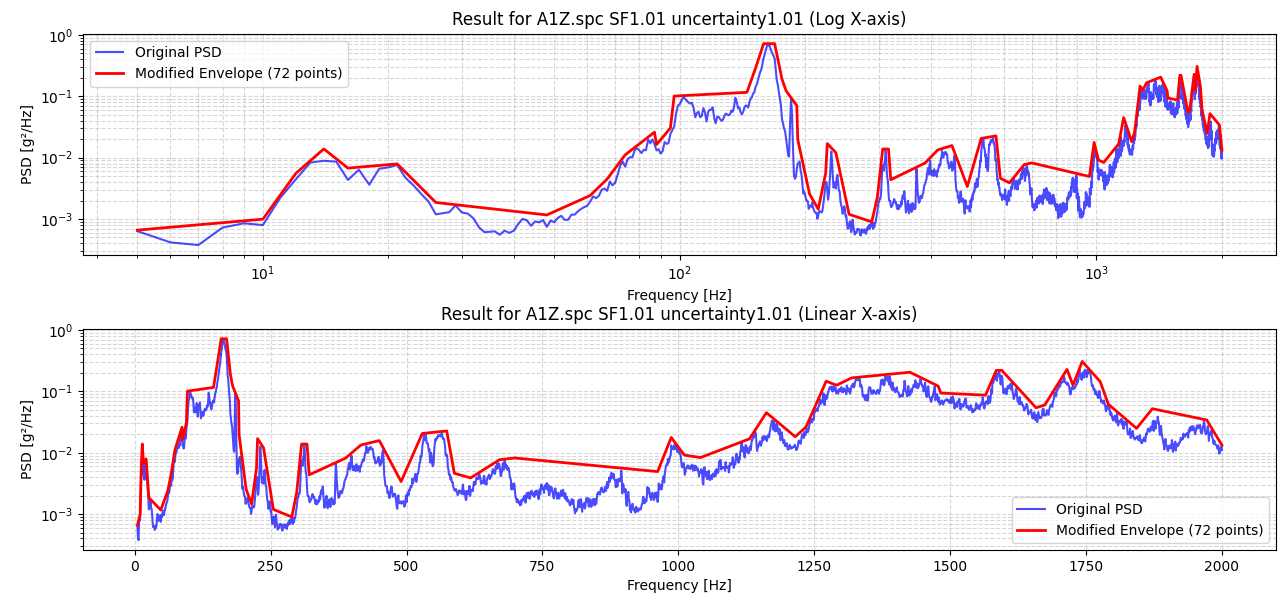 Result for A1Z.spc SF1.01 uncertainty1.01 (Log X-axis)
PSD [g²/Hz]
10⁰
10⁻¹
10⁻²
10⁻³
Original PSD
Modified Envelope (72 points)
10¹ 10² 10³
Frequency [Hz]
Result for A1Z.spc SF1.01 uncertainty1.01 (Linear X-axis)
PSD [g²/Hz]
10⁰
10⁻¹
10⁻²
10⁻³
Original PSD
Modified Envelope (72 points)
0 250 500 750 1000 1250 1500 1750 2000
Frequency [Hz]